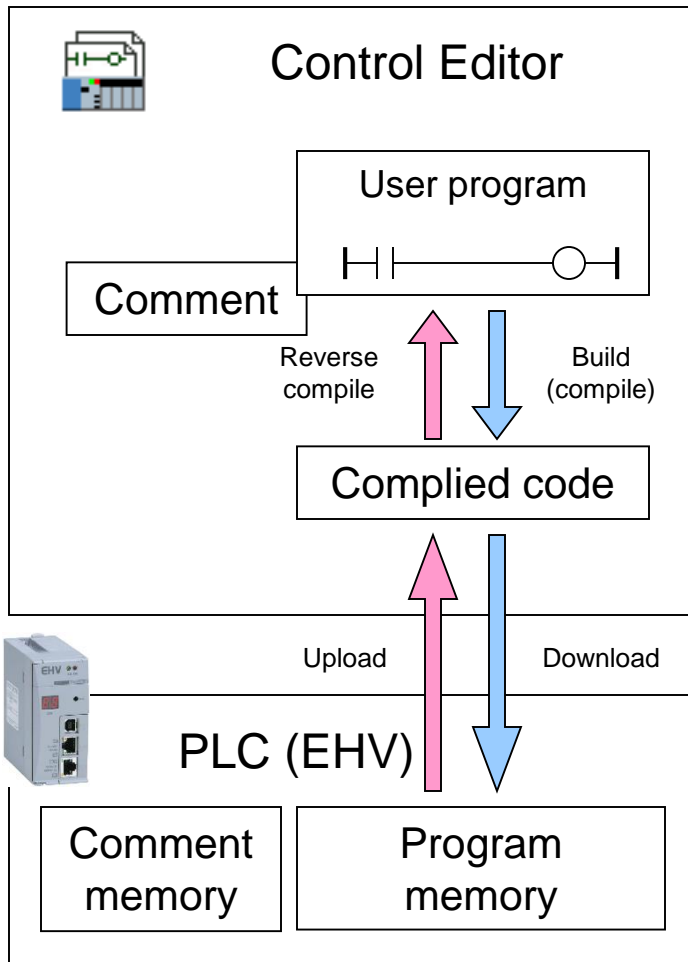 Control Editor
User program
Comment
Reverse
compile
Build
(compile)
Complied code
Upload
Download
EHV
PLC (EHV)
Comment
memory
Program
memory